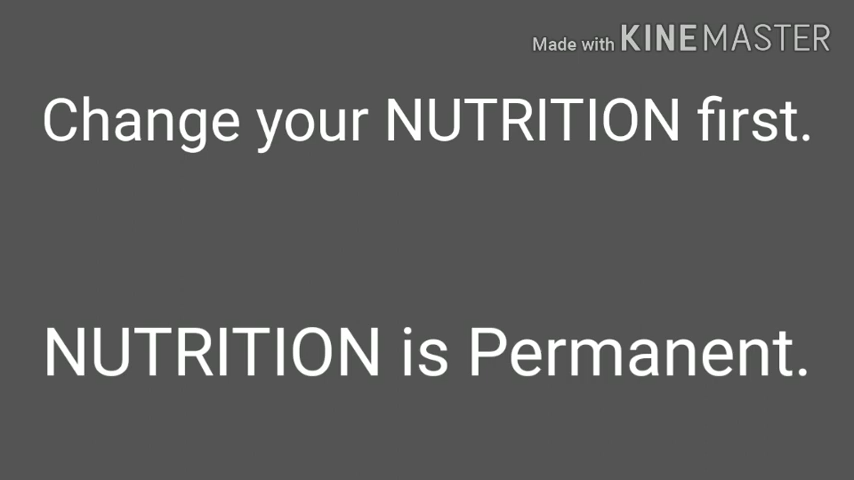 Made with KINEMASTER
Change your NUTRITION first.
NUTRITION is Permanent.